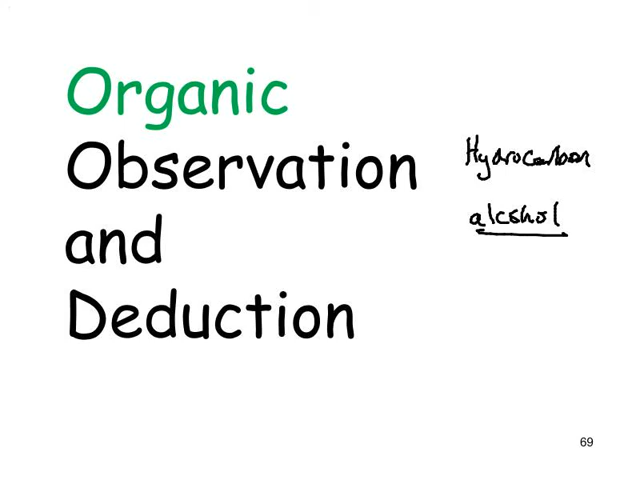 Organic
Observation
and
Deduction
Hydrocarbon
alcohol
69